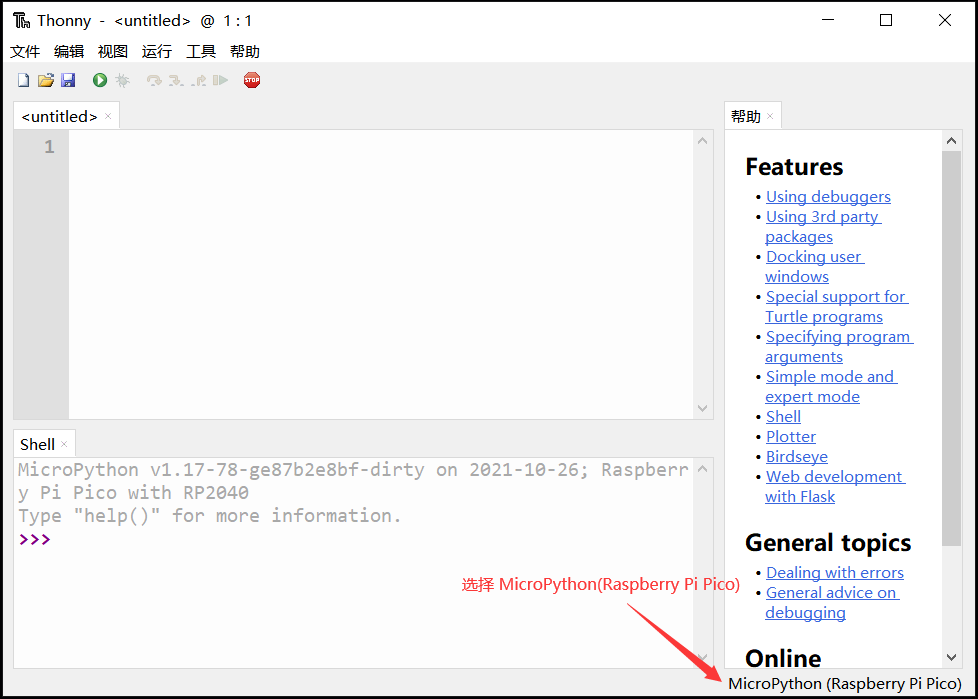 Thonny - <untitled> @ 1 : 1
文件 编辑 视图 运行 工具 帮助
STOP
<untitled> ×
1
Shell ×
MicroPython v1.17-78-ge87b2e8bf-dirty on 2021-10-26; Raspberr
y Pi Pico with RP2040
Type "help()" for more information.
>>>
选择 MicroPython(Raspberry Pi Pico)
帮助 ×
Features
• Using debuggers
• Using 3rd party
packages
• Docking user
windows
• Special support for
Turtle programs
• Specifying program
arguments
• Simple mode and
expert mode
• Shell
• Plotter
• Birdseye
• Web development
with Flask
General topics
• Dealing with errors
• General advice on
debugging
Online
MicroPython (Raspberry Pi Pico)